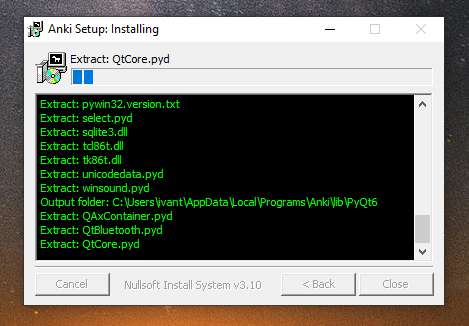 Anki Setup: Installing
Extract: QtCore.pyd
Extract: pywin32.version.txt
Extract: select.pyd
Extract: sqlite3.dll
Extract: tcl86t.dll
Extract: tk86t.dll
Extract: unicodedata.pyd
Extract: winsound.pyd
Output folder: C:\Users\ivant\AppData\Local\Programs\Anki\lib\PyQt6
Extract: QAxContainer.pyd
Extract: QtBluetooth.pyd
Extract: QtCore.pyd
Cancel
Nullsoft Install System v3.10
< Back
Close